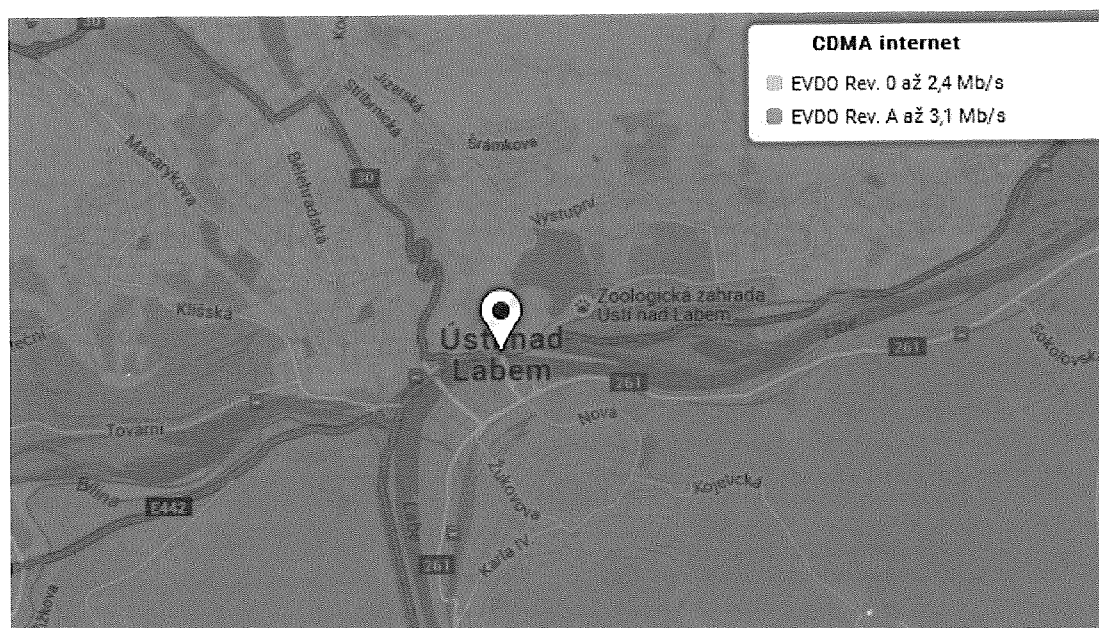 CDMA internet
EVDO Rev. 0 až 2,4 Mb/s
EVDO Rev. A až 3,1 Mb/s
30
Jizerská
Stříbrnická
Šrámkova
Masarykova
Bělehradská
30
Výstupní
Klíšská
Zoologická zahrada
Ústí nad Labem
Labe
Sokolovská
Ústí nad
Labem
261
261
Nová
Tovární
Žukovova
Kojetická
Bílina
E442
Labe
Karla IV.
261